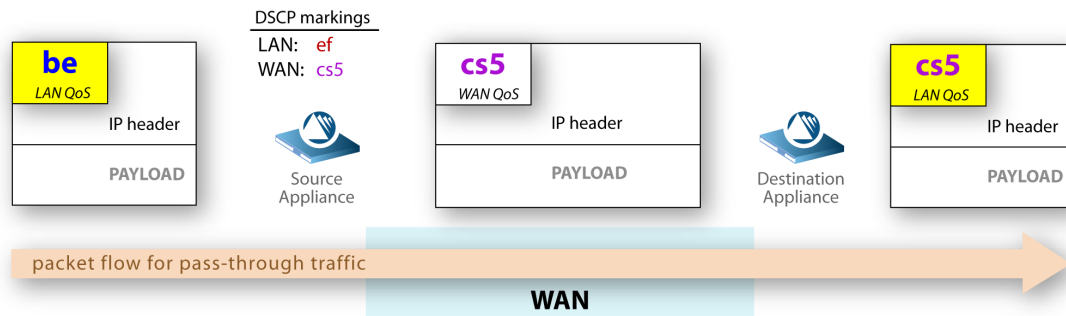 DSCP markings
LAN: ef
WAN: cs5
be
LAN QoS
IP header
PAYLOAD
Source
Appliance
cs5
WAN QoS
IP header
PAYLOAD
Destination
Appliance
cs5
LAN QoS
IP header
PAYLOAD
packet flow for pass-through traffic
WAN